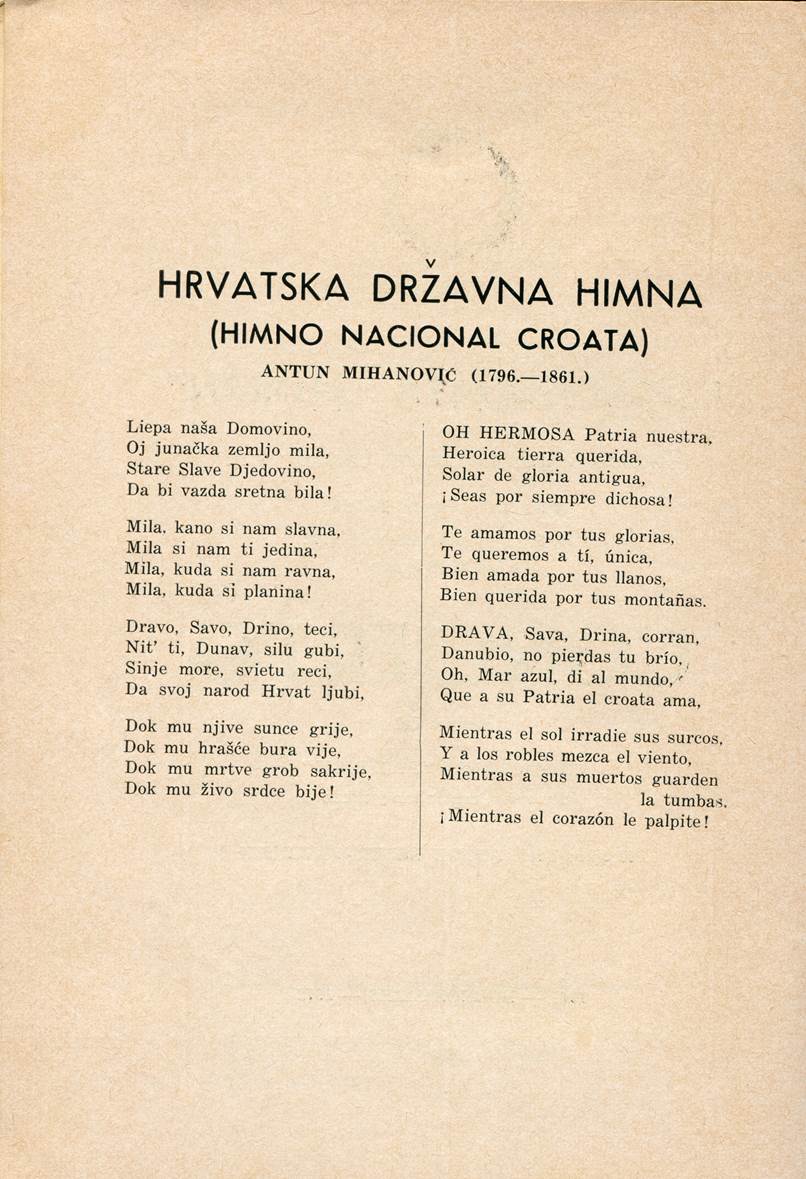 HRVATSKA DRŽAVNA HIMNA
(HIMNO NACIONAL CROATA)
ANTUN MIHANOVIĆ (1796.—1861.)
Liepa naša Domovino,
Oj junačka zemljo mila,
Stare Slave Djedovino,
Da bi vazda sretna bila!
Mila. kano si nam slavna,
Mila si nam ti jedina,
Mila, kuda si nam ravna,
Mila, kuda si planina!
Dravo, Savo, Drino, teci,
Nit' ti, Dunav, silu gubi,
Sinje more, svietu reci,
Da svoj narod Hrvat ljubi,
Dok mu njive sunce grije,
Dok mu hrašće bura vije,
Dok mu mrtve grob sakrije,
Dok mu živo srdce bije!
OH HERMOSA Patria nuestra,
Heroica tierra querida,
Solar de gloria antigua,
¡Seas por siempre dichosa!
Te amamos por tus glorias,
Te queremos a tí, única,
Bien amada por tus llanos,
Bien querida por tus montañas.
DRAVA, Sava, Drina, corran,
Danubio, no pierdas tu brío,
Oh, Mar azul, di al mundo,
Que a su Patria el croata ama,
Mientras el sol irradie sus surcos,
Y a los robles mezca el viento,
Mientras a sus muertos guarden
la tumbas,
¡Mientras el corazón le palpite!